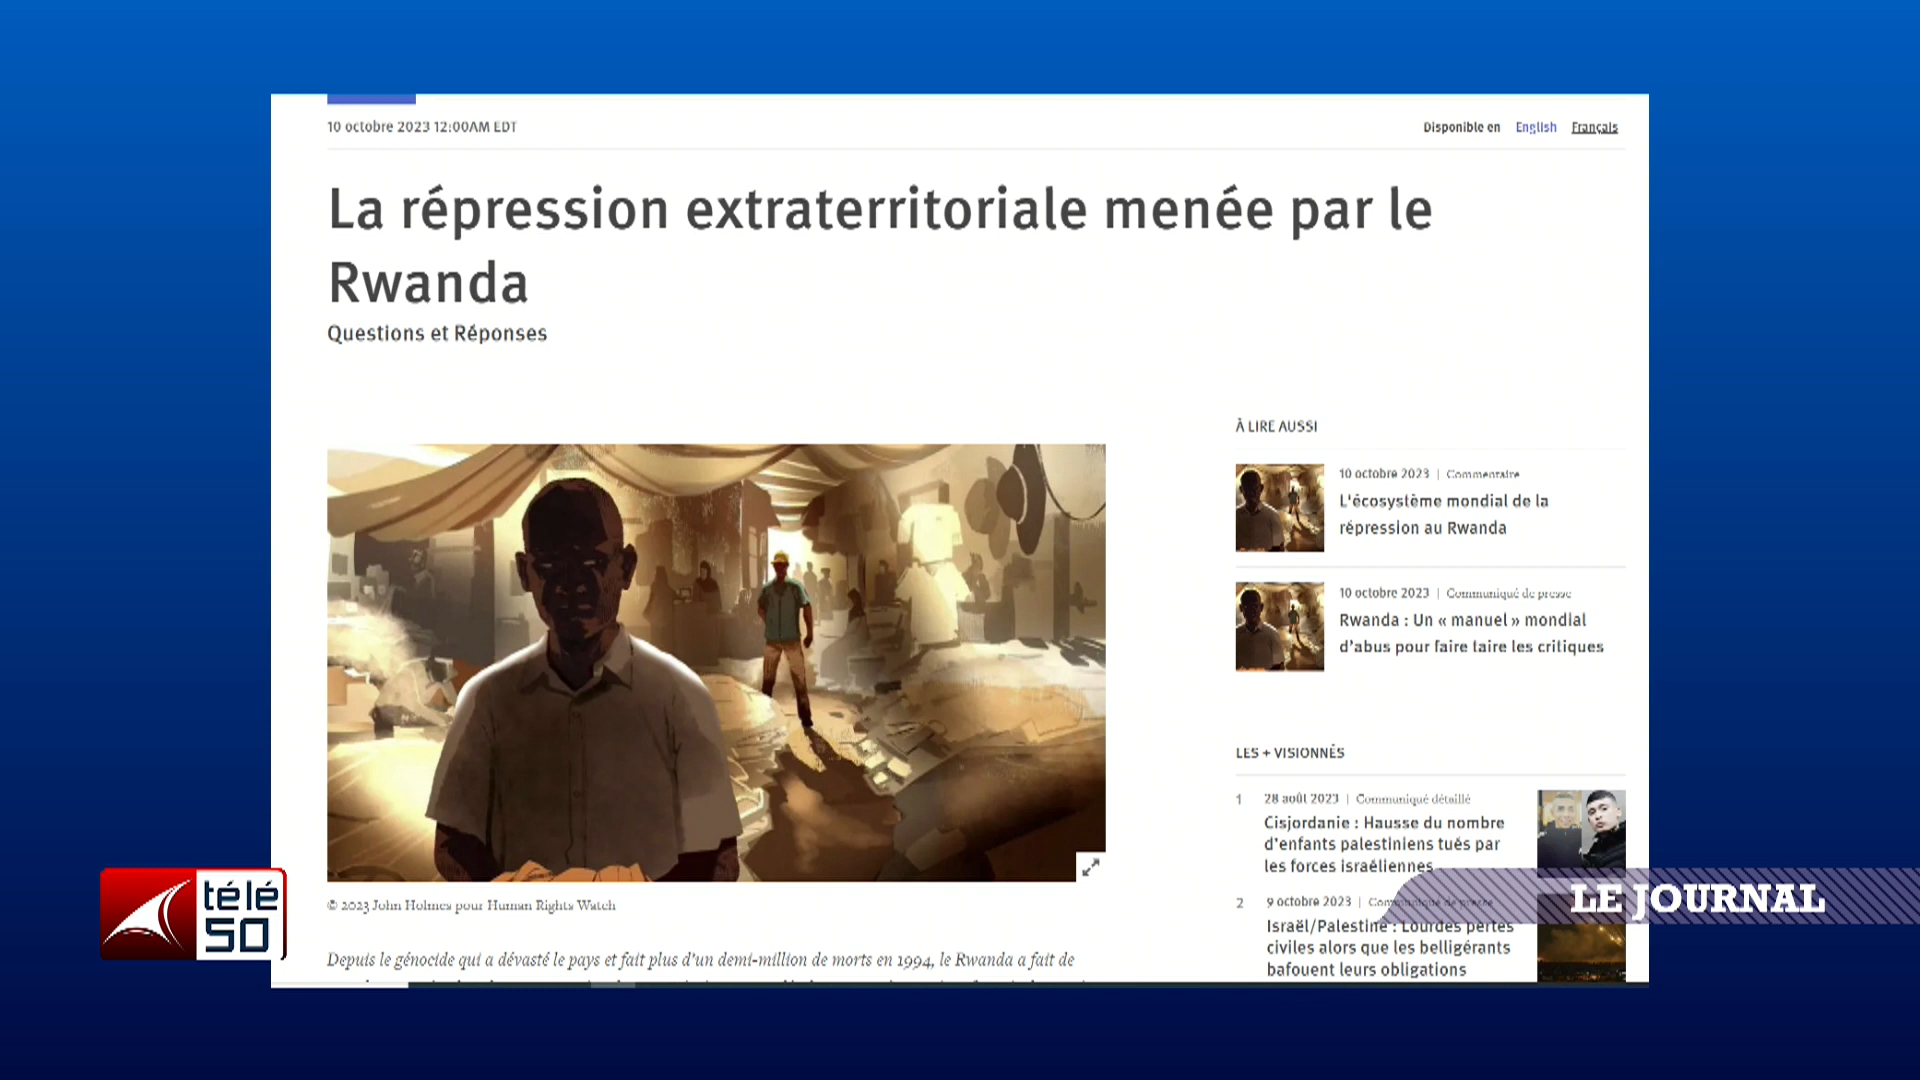 10 octobre 2023 12:00AM EDT
Disponible en English Français
La répression extraterritoriale menée par le
Rwanda
Questions et Réponses
© 2023 John Holmes pour Human Rights Watch
Depuis le génocide qui a dévasté le pays et fait plus d'un demi-million de morts en 1994, le Rwanda a fait de
À LIRE AUSSI
10 octobre 2023 | Commentaire
L'écosystème mondial de la
répression au Rwanda
10 octobre 2023 | Communiqué de presse
Rwanda : Un « manuel » mondial
d'abus pour faire taire les critiques
LES + VISIONNÉS
1 28 août 2023 | Communiqué détaillé
Cisjordanie : Hausse du nombre
d'enfants palestiniens tués par
les forces israéliennes
2 9 octobre 2023 | Communiqué de presse
Israël/Palestine : Lourdes pertes
civiles alors que les belligérants
bafouent leurs obligations
télé
50
LE JOURNAL